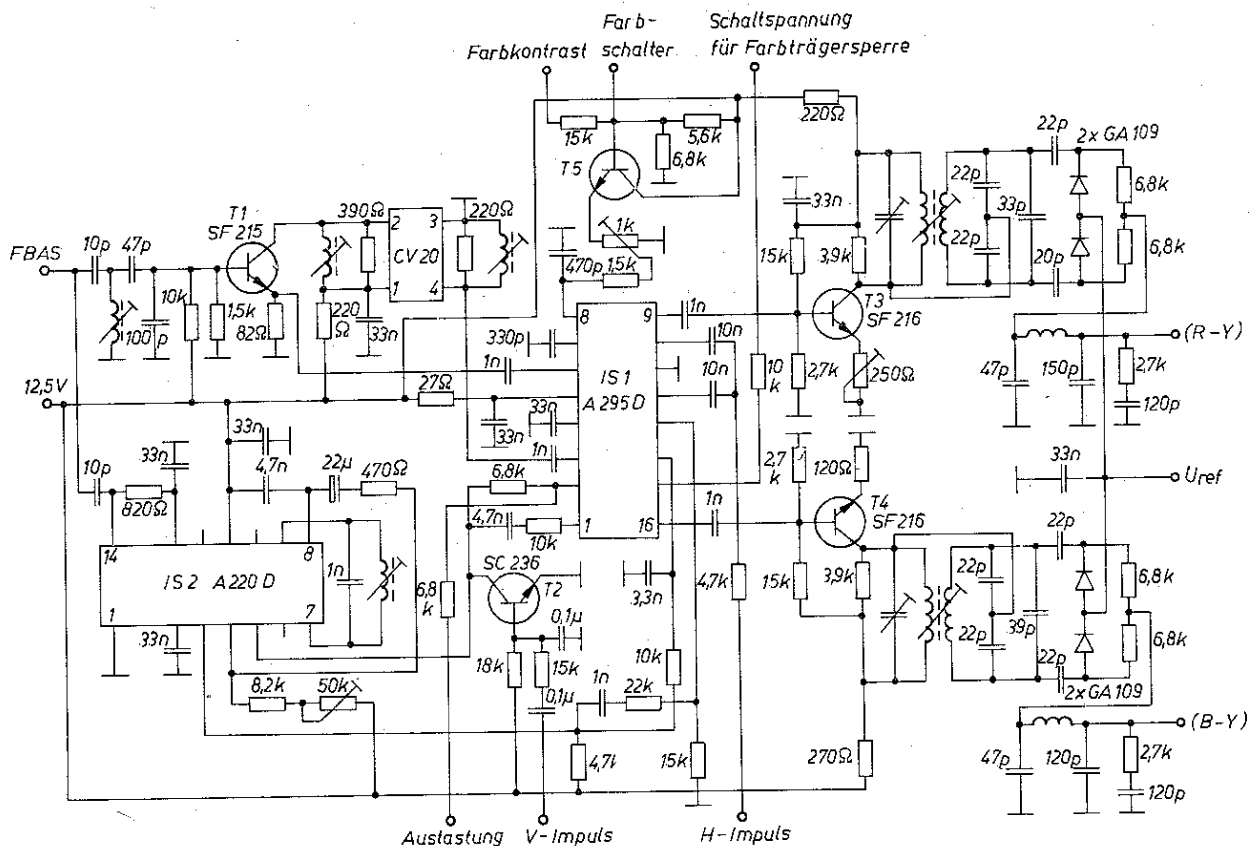 Farb-
Schaltspannung
Farbkontrast
schalter
für Farbträgersperre
15k
5,6k
6,8k
T5
220Ω
22p
2x GA 109
6,8k
22p
33p
22p
20p
6,8k
T1
SF 215
390Ω
2
3
CV 20
1
4
220Ω
1k
470p
1,5k
33n
15k
3,9k
FBAS
10p
47p
100p
10k
1,5k
82Ω
220
Ω
33n
8
9
330p
1n
IS 1
A 295 D
1n
10n
10n
10
k
T3
SF 216
2,7k
250Ω
(R-Y)
47p
150p
2,7k
120p
12,5V
27Ω
33n
33n
1n
33n
4,7n
22µ
470Ω
10p
33n
820Ω
6,8k
4,7n
10k
1
16
1n
2,7
k
120Ω
T4
SF 216
33n
Uref
14
8
IS 2 A 220 D
1
7
1n
33n
6,8
k
SC 236
T2
0,1µ
3,3n
4,7k
15k
3,9k
22p
22p
22p
39p
22p
6,8k
6,8k
2x GA 109
8,2k
50k
18k
15k
0,1µ
1n
22k
10k
4,7k
15k
270Ω
(B-Y)
47p
120p
2,7k
120p
Austastung
V-Impuls
H-Impuls